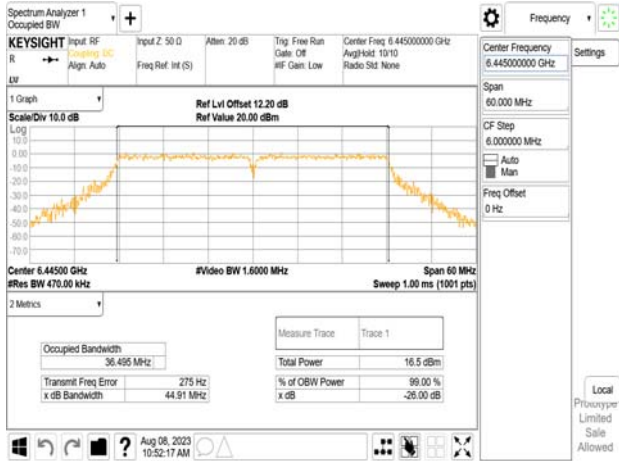 Spectrum Analyzer 1
Occupied BW
KEYSIGHT
R
Input: RF
Coupling: DC
Align: Auto
Input Z: 50 Ω
Freq Ref: Int (S)
Atten: 20 dB
Trig: Free Run
Gate: Off
#IF Gain: Low
Center Freq: 6.445000000 GHz
Avg|Hold: 10/10
Radio Std: None
LXI
1 Graph
Scale/Div 10.0 dB
Ref Lvl Offset 12.20 dB
Ref Value 20.00 dBm
Log
10.0
0.00
-10.0
-20.0
-30.0
-40.0
-50.0
-60.0
-70.0
Center 6.44500 GHz
#Res BW 470.00 kHz
#Video BW 1.6000 MHz
Span 60 MHz
Sweep 1.00 ms (1001 pts)
2 Metrics
Measure Trace
Trace 1
Occupied Bandwidth
36.495 MHz
Total Power
16.5 dBm
Transmit Freq Error
275 Hz
% of OBW Power
99.00 %
x dB Bandwidth
44.91 MHz
x dB
-26.00 dB
Aug 08, 2023
10:52:17 AM
Frequency
Center Frequency
6.445000000 GHz
Settings
Span
60.000 MHz
CF Step
6.000000 MHz
Auto
Man
Freq Offset
0 Hz
Local
Prototype
Limited
Sale
Allowed